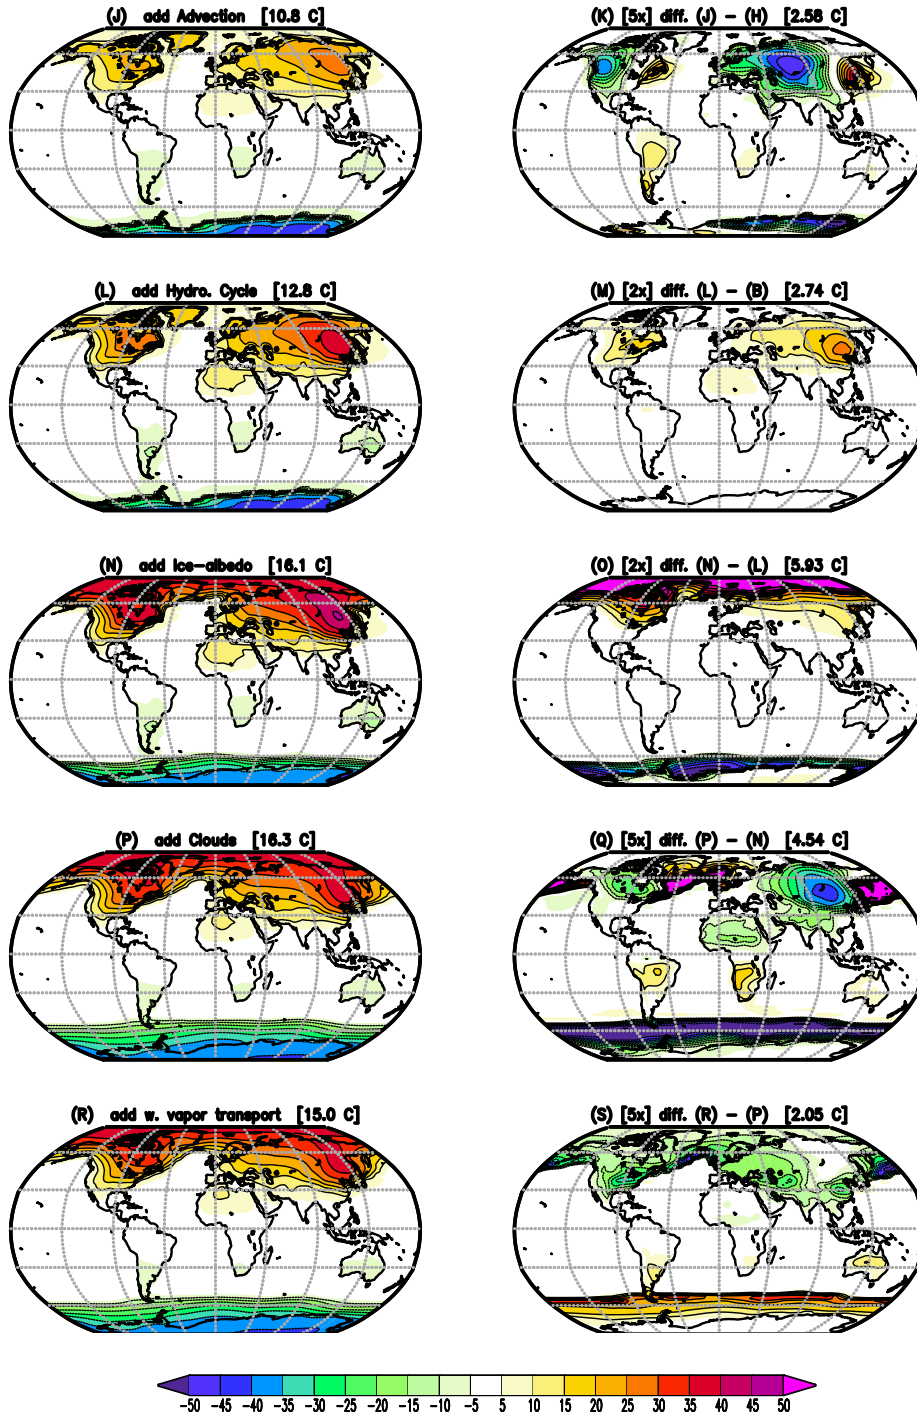 (J) add Advection [10.8 C]
(K) [5x] diff. (J) - (H) [2.58 C]
(L) add Hydro. Cycle [12.8 C]
(M) [2x] diff. (L) - (B) [2.74 C]
(N) add ice-albedo [16.1 C]
(O) [2x] diff. (N) - (L) [5.93 C]
(P) add Clouds [16.3 C]
(Q) [5x] diff. (P) - (N) [4.54 C]
(R) add w. vapor transport [15.0 C]
(S) [5x] diff. (R) - (P) [2.05 C]
-50 -45 -40 -35 -30 -25 -20 -15 -10 -5 5 10 15 20 25 30 35 40 45 50